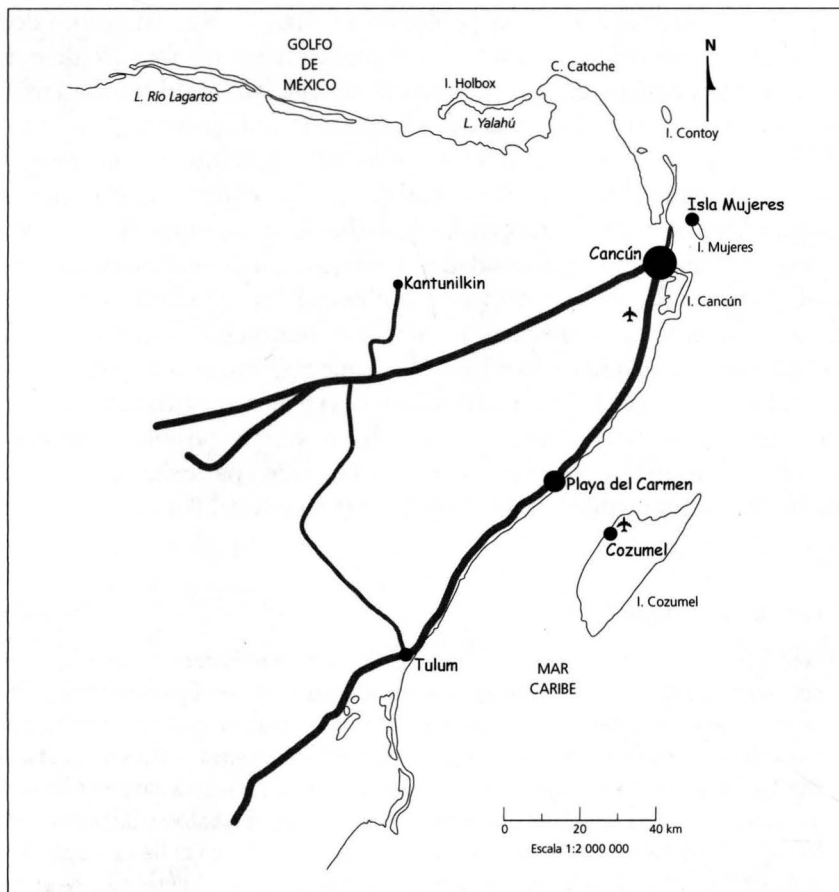 GOLFO
DE
MÉXICO
C. Catoche
N
I. Holbox
L. Río Lagartos
L. Yalahú
I. Contoy
Isla Mujeres
I. Mujeres
Cancún
Kantunilkin
I. Cancún
Playa del Carmen
Cozumel
I. Cozumel
Tulum
MAR
CARIBE
0 20 40 km
Escala 1:2 000 000